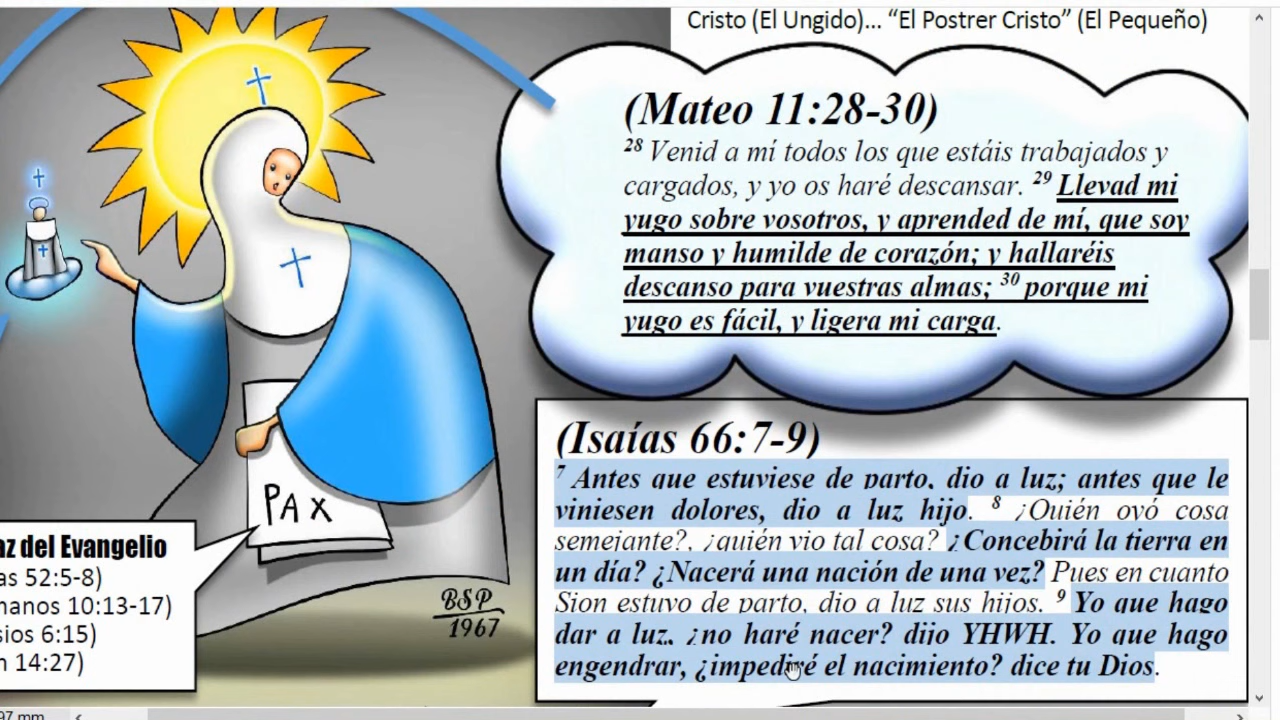 Cristo (El Ungido)... “El Postrer Cristo” (El Pequeño)
(Mateo 11:28-30)
28 Venid a mí todos los que estáis trabajados y
cargados, y yo os haré descansar. 29 Llevad mi
yugo sobre vosotros, y aprended de mí, que soy
manso y humilde de corazón; y hallaréis
descanso para vuestras almas; 30 porque mi
yugo es fácil, y ligera mi carga.
(Isaías 66:7-9)
7 Antes que estuviese de parto, dio a luz; antes que le
viniesen dolores, dio a luz hijo. 8 ¿Quién oyó cosa
semejante?, ¿quién vio tal cosa? ¿Concebirá la tierra en
un día? ¿Nacerá una nación de una vez? Pues en cuanto
Sion estuvo de parto, dio a luz sus hijos. 9 Yo que hago
dar a luz, ¿no haré nacer? dijo YHWH. Yo que hago
engendrar, ¿impediré el nacimiento? dice tu Dios.
PAX
BSP
1967
az del Evangelio
as 52:5-8)
manos 10:13-17)
sios 6:15)
n 14:27)
97 mm